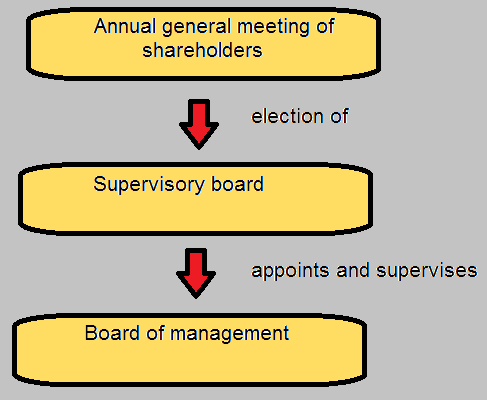 Annual general meeting of
shareholders
election of
Supervisory board
appoints and supervises
Board of management